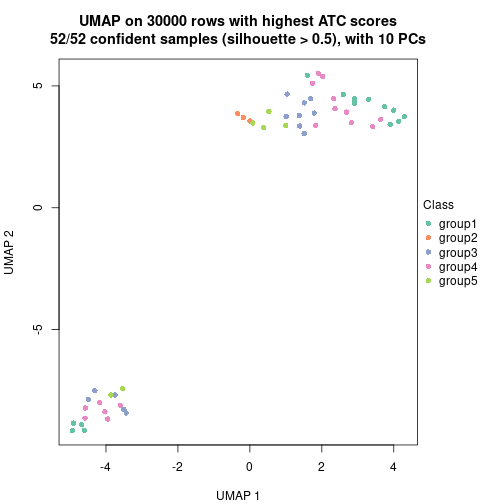 UMAP on 30000 rows with highest ATC scores
52/52 confident samples (silhouette > 0.5), with 10 PCs
5
0
-5
UMAP 2
-4
-2
0
2
4
UMAP 1
Class
group1
group2
group3
group4
group5